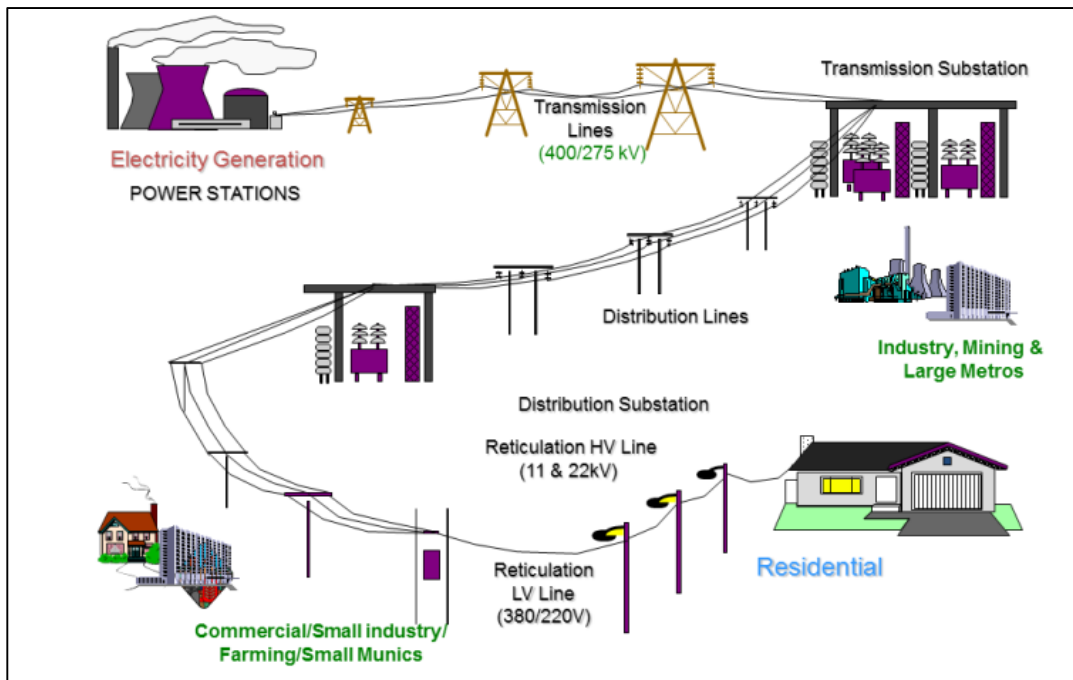 Transmission Substation
Transmission
Lines
(400/275 kV)
Electricity Generation
POWER STATIONS
Distribution Lines
Industry, Mining &
Large Metros
Distribution Substation
Reticulation HV Line
(11 & 22kV)
Residential
Reticulation
LV Line
(380/220V)
Commercial/Small industry/
Farming/Small Munics